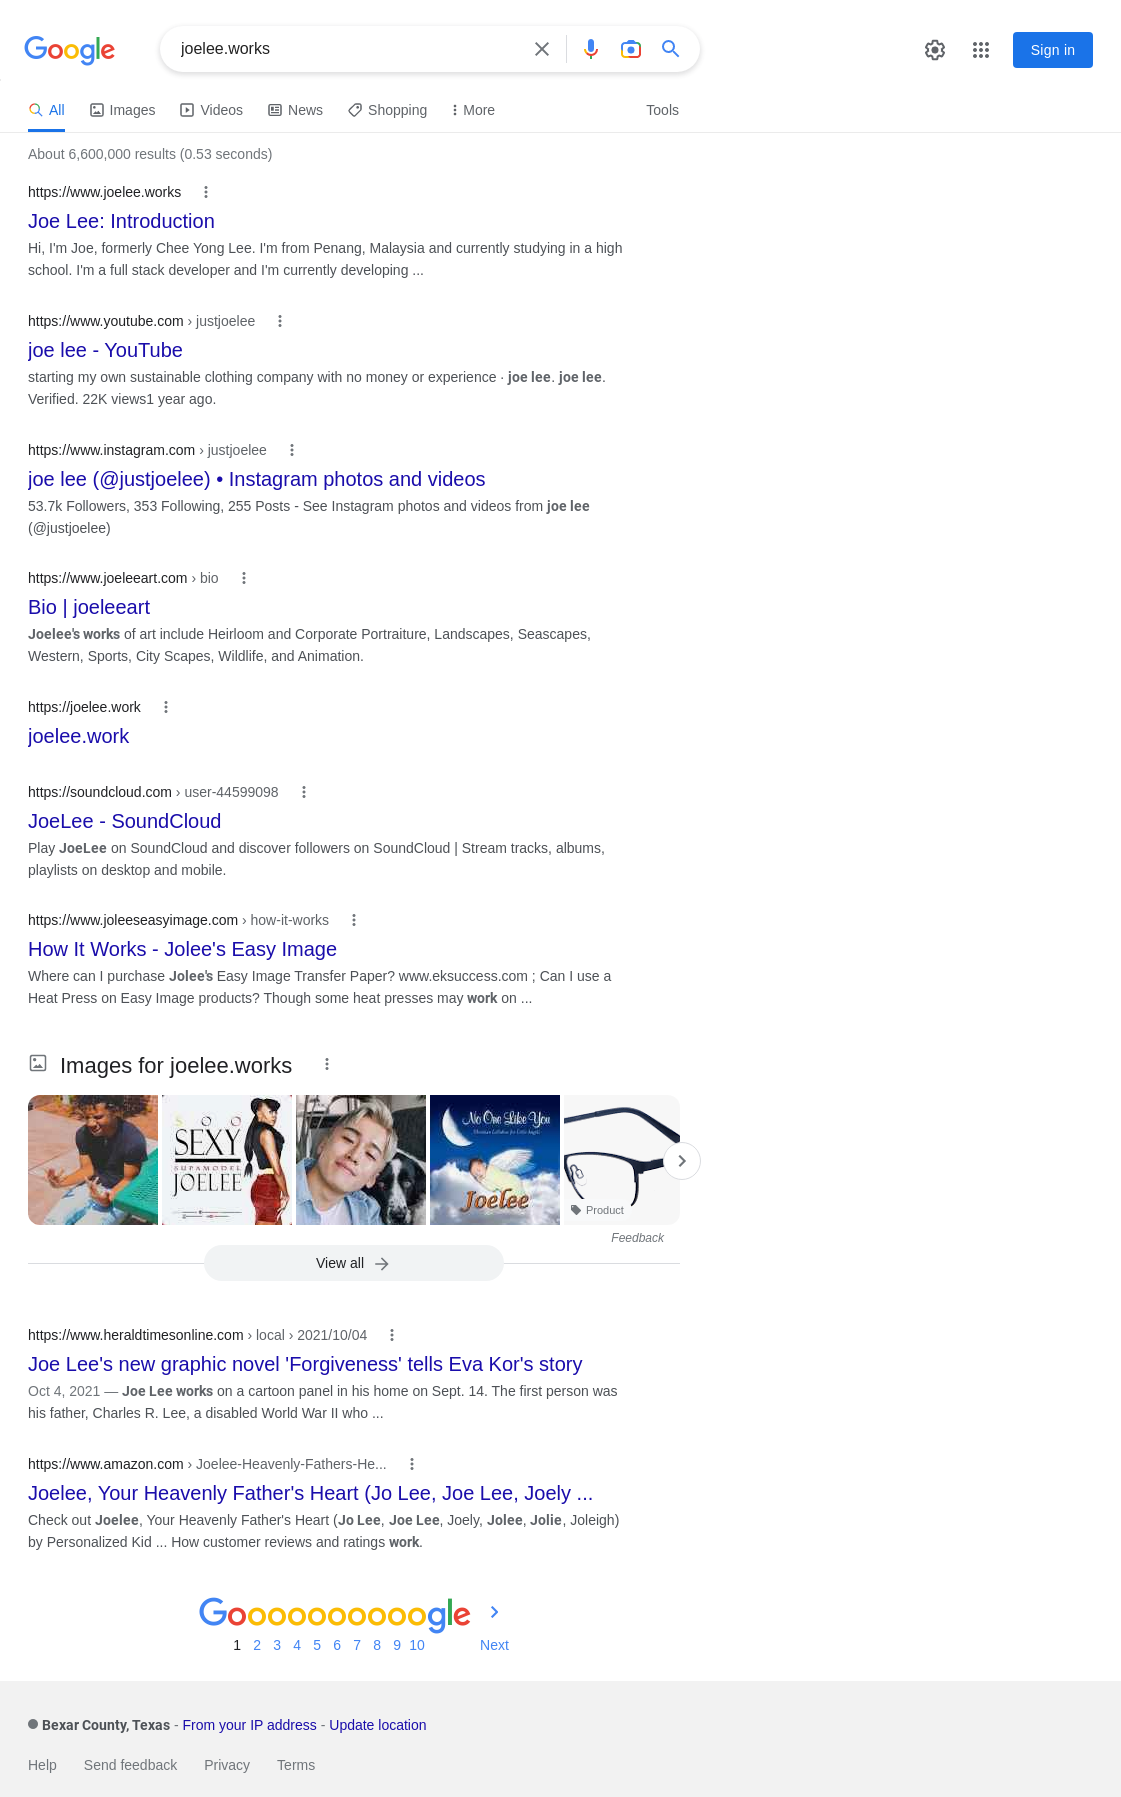 Google
joelee.works
Sign in
All
Images
Videos
News
Shopping
More
Tools
About 6,600,000 results (0.53 seconds)
https://www.joelee.works
Joe Lee: Introduction
Hi, I'm Joe, formerly Chee Yong Lee. I'm from Penang, Malaysia and currently studying in a high
school. I'm a full stack developer and I'm currently developing ...
https://www.youtube.com › justjoelee
joe lee - YouTube
starting my own sustainable clothing company with no money or experience · joe lee. joe lee.
Verified. 22K views1 year ago.
https://www.instagram.com › justjoelee
joe lee (@justjoelee) • Instagram photos and videos
53.7k Followers, 353 Following, 255 Posts - See Instagram photos and videos from joe lee
(@justjoelee)
https://www.joeleeart.com › bio
Bio | joeleeart
Joelee's works of art include Heirloom and Corporate Portraiture, Landscapes, Seascapes,
Western, Sports, City Scapes, Wildlife, and Animation.
https://joelee.work
joelee.work
https://soundcloud.com › user-44599098
JoeLee - SoundCloud
Play JoeLee on SoundCloud and discover followers on SoundCloud | Stream tracks, albums,
playlists on desktop and mobile.
https://www.joleeseasyimage.com › how-it-works
How It Works - Jolee's Easy Image
Where can I purchase Jolee's Easy Image Transfer Paper? www.eksuccess.com ; Can I use a
Heat Press on Easy Image products? Though some heat presses may work on ...
Images for joelee.works
SO
SEXY
SUPAMODEL
JOELEE
No One Like You
Christian Lullabies for Little Angels
Joelee
Product
Feedback
View all
https://www.heraldtimesonline.com › local › 2021/10/04
Joe Lee's new graphic novel 'Forgiveness' tells Eva Kor's story
Oct 4, 2021 — Joe Lee works on a cartoon panel in his home on Sept. 14. The first person was
his father, Charles R. Lee, a disabled World War II who ...
https://www.amazon.com › Joelee-Heavenly-Fathers-He...
Joelee, Your Heavenly Father's Heart (Jo Lee, Joe Lee, Joely ...
Check out Joelee, Your Heavenly Father's Heart (Jo Lee, Joe Lee, Joely, Jolee, Jolie, Joleigh)
by Personalized Kid ... How customer reviews and ratings work.
Goooooooooogle
1 2 3 4 5 6 7 8 9 10 Next
Bexar County, Texas - From your IP address - Update location
Help Send feedback Privacy Terms